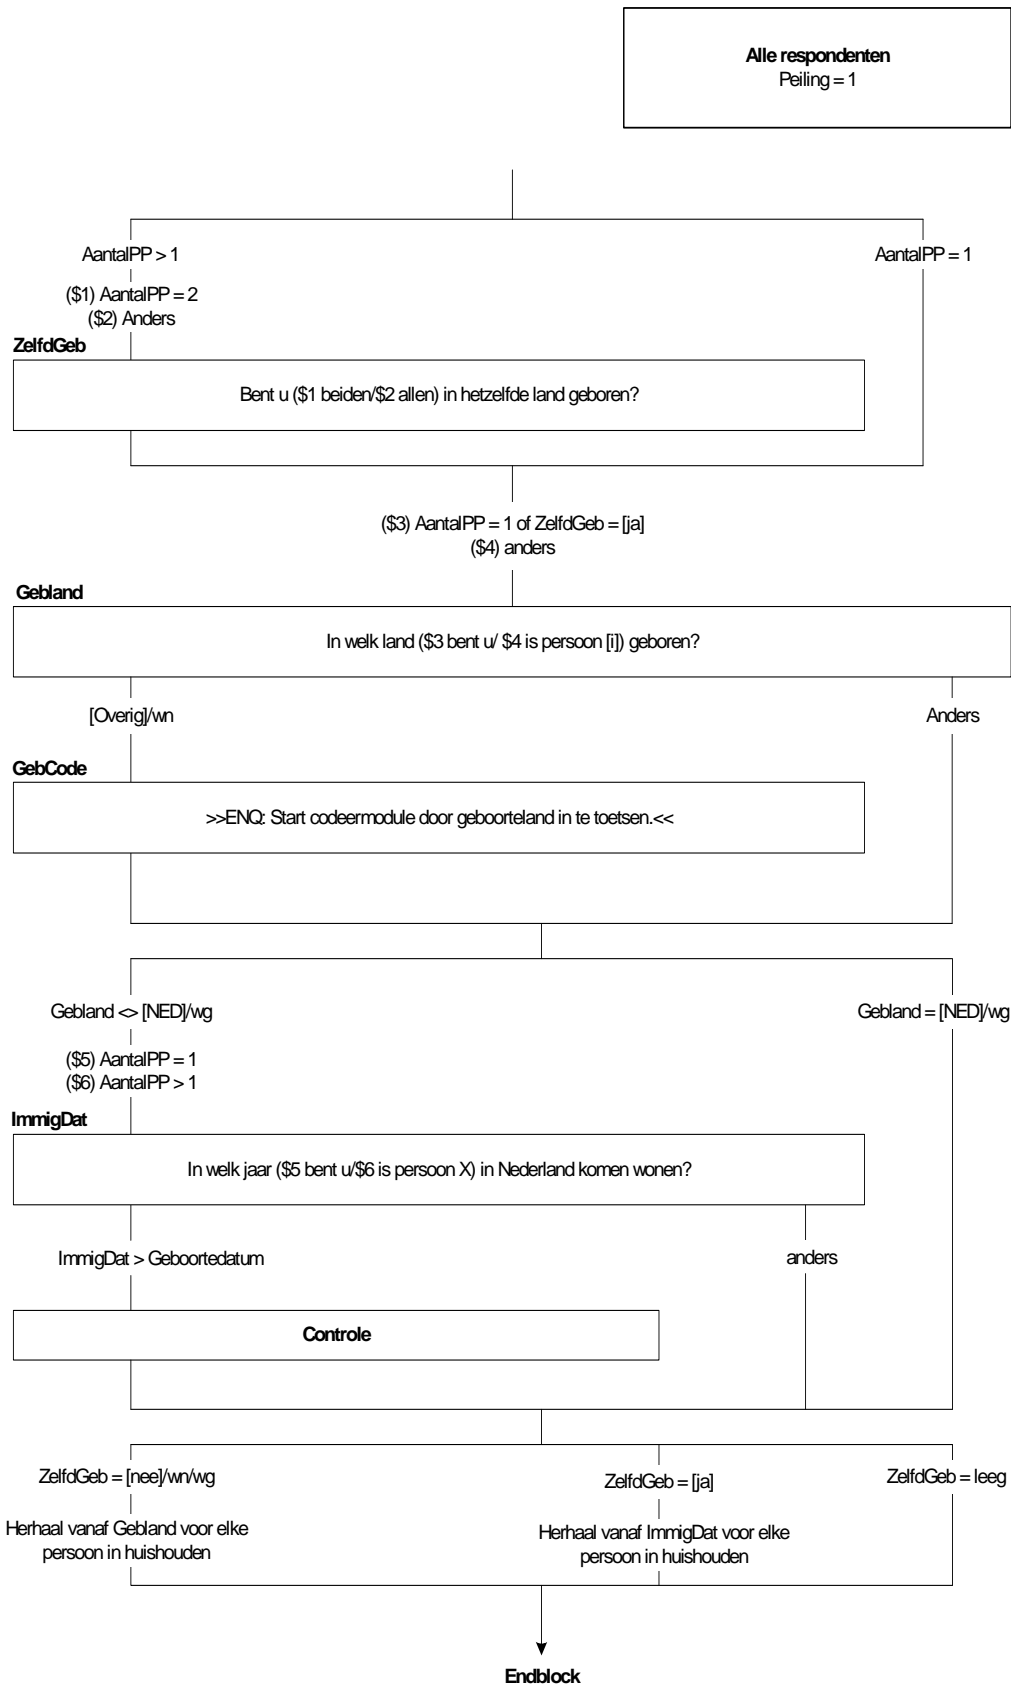 Alle respondenten
Peiling = 1
AantalPP > 1
AantalPP = 1
($1) AantalPP = 2
($2) Anders
ZelfdGeb
Bent u ($1 beiden/$2 allen) in hetzelfde land geboren?
($3) AantalPP = 1 of ZelfdGeb = [ja]
($4) anders
Gebland
In welk land ($3 bent u/ $4 is persoon [i]) geboren?
[Overig]/wn
Anders
GebCode
>>ENQ: Start codeermodule door geboorteland in te toetsen.<<
Gebland <> [NED]/wg
Gebland = [NED]/wg
($5) AantalPP = 1
($6) AantalPP > 1
ImmigDat
In welk jaar ($5 bent u/$6 is persoon X) in Nederland komen wonen?
ImmigDat > Geboortedatum
anders
Controle
ZelfdGeb = [nee]/wn/wg
ZelfdGeb = [ja]
ZelfdGeb = leeg
Herhaal vanaf Gebland voor elke
persoon in huishouden
Herhaal vanaf ImmigDat voor elke
persoon in huishouden
Endblock